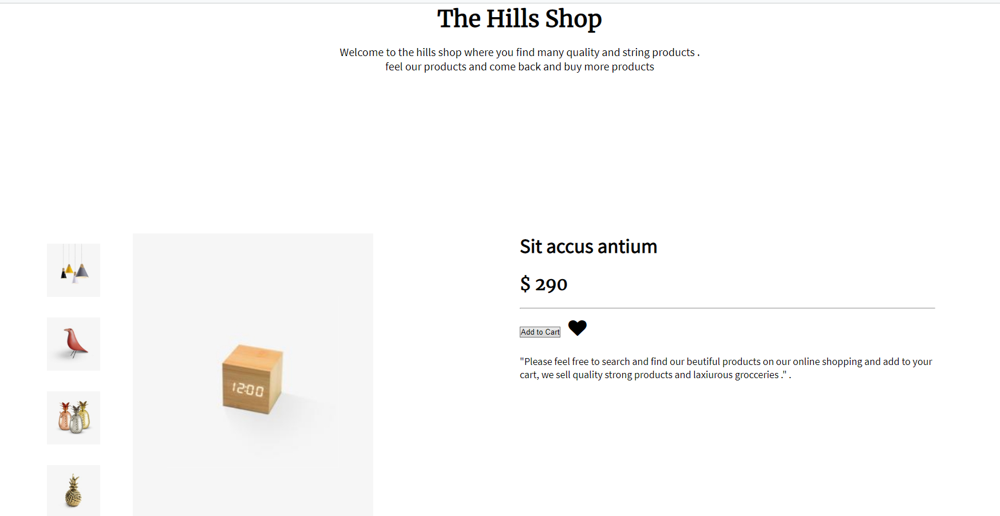 The Hills Shop
Welcome to the hills shop where you find many quality and string products .
feel our products and come back and buy more products
Sit accus antium
$ 290
Add to Cart
"Please feel free to search and find our beutiful products on our online shopping and add to your
cart, we sell quality strong products and laxiurous grocceries ." .
12:00